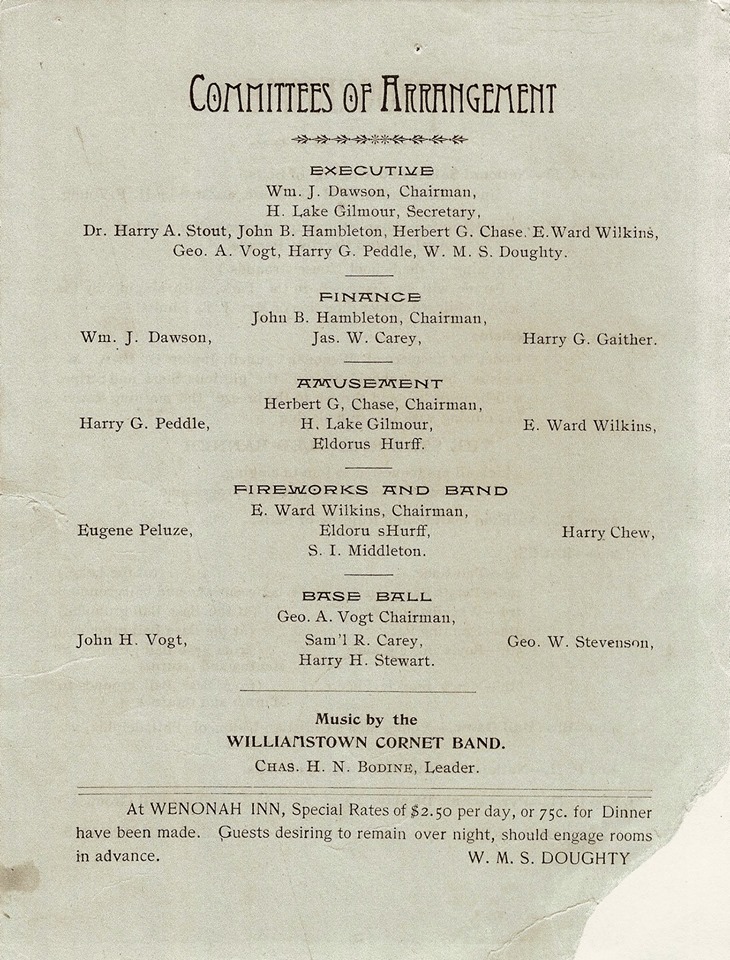 COMMITTEES OF ARRANGEMENT
EXECUTIVE
Wm. J. Dawson, Chairman,
H. Lake Gilmour, Secretary,
Dr. Harry A. Stout, John B. Hambleton, Herbert G. Chase. E.Ward Wilkins,
Geo. A. Vogt, Harry G. Peddle, W. M. S. Doughty.
FINANCE
John B. Hambleton, Chairman,
Wm. J. Dawson, Jas. W. Carey, Harry G. Gaither.
AMUSEMENT
Herbert G, Chase, Chairman,
Harry G. Peddle, H. Lake Gilmour, E. Ward Wilkins,
Eldorus Hurff.
FIREWORKS AND BAND
E. Ward Wilkins, Chairman,
Eugene Peluze, Eldoru sHurff, Harry Chew,
S. I. Middleton.
BASE BALL
Geo. A. Vogt Chairman,
John H. Vogt, Sam'l R. Carey, Geo. W. Stevenson,
Harry H. Stewart.
Music by the
WILLIAMSTOWN CORNET BAND.
CHAS. H. N. BODINE, Leader.
At WENONAH INN, Special Rates of $2.50 per day, or 75c. for Dinner
have been made. Guests desiring to remain over night, should engage rooms
in advance. W. M. S. DOUGHTY